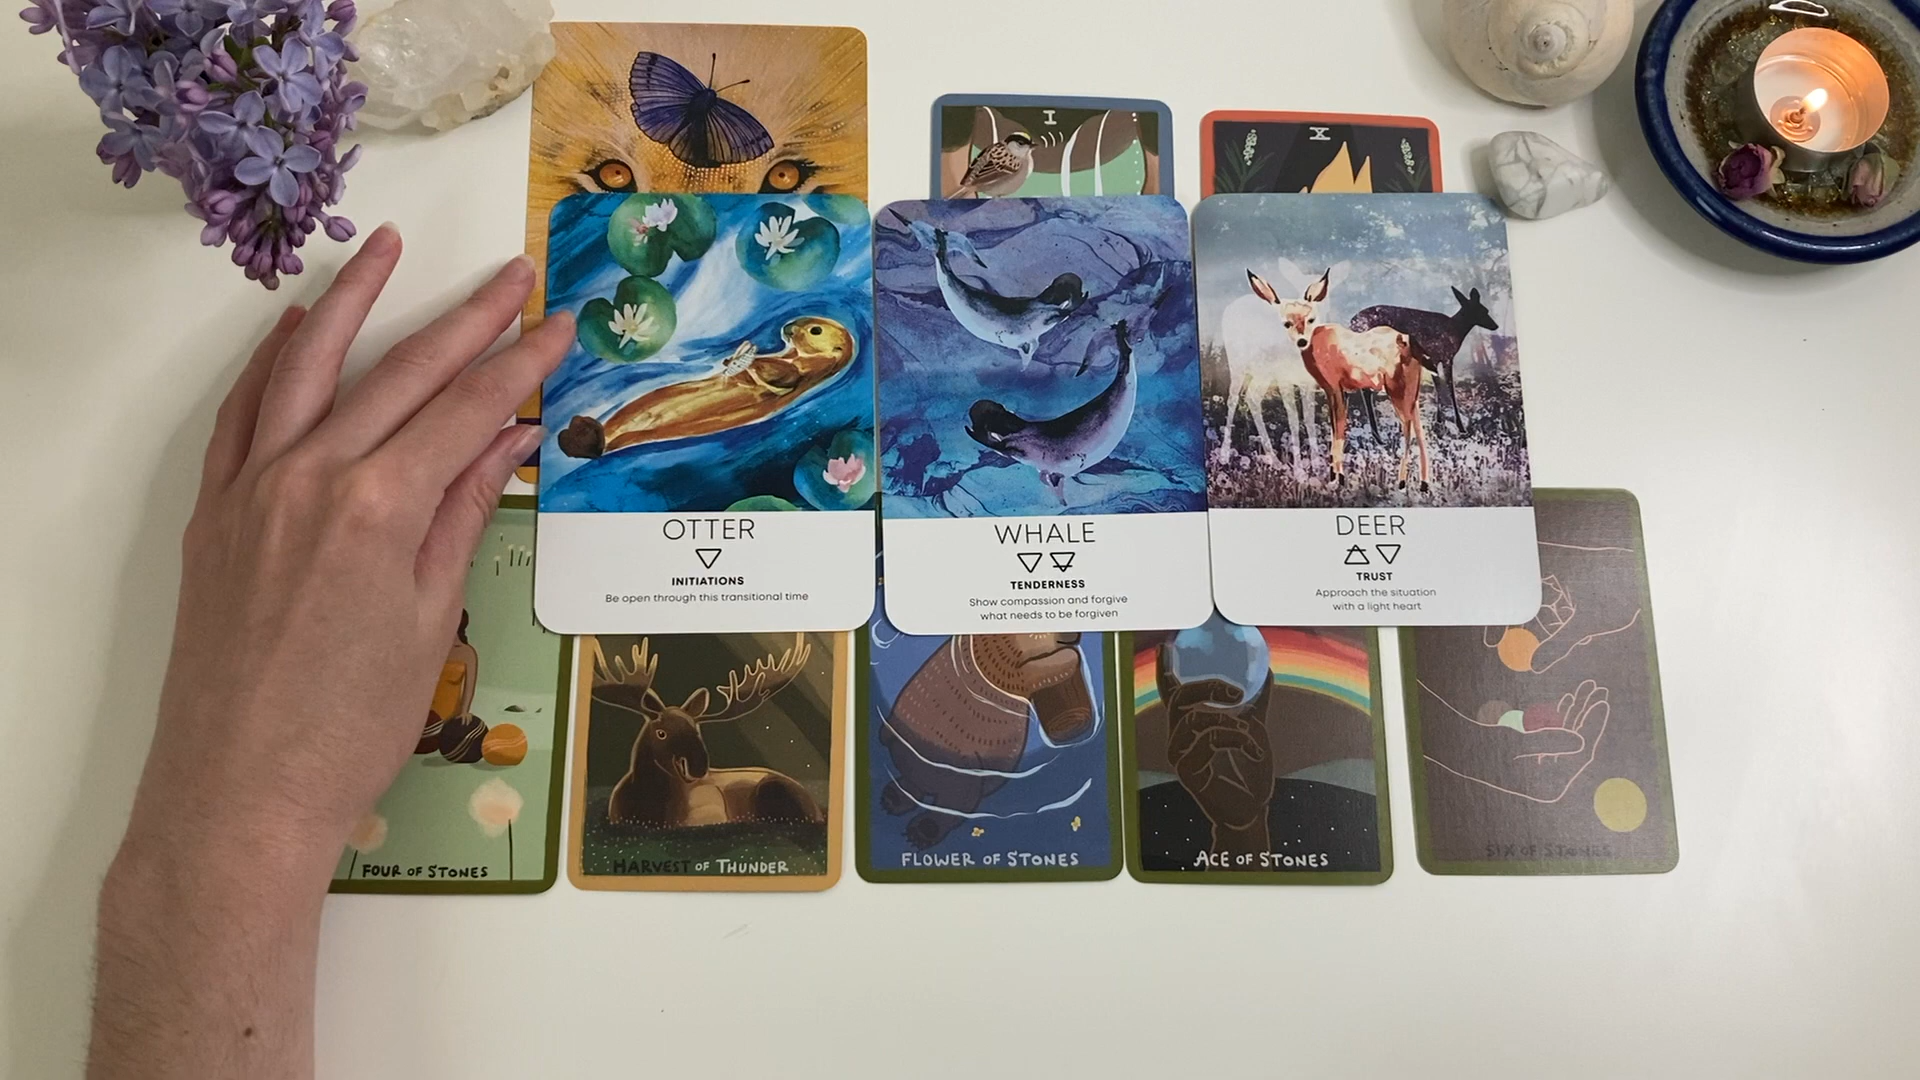 I
X
OTTER
INITIATIONS
Be open through this transitional time
WHALE
TENDERNESS
Show compassion and forgive
what needs to be forgiven
DEER
TRUST
Approach the situation
with a light heart
FOUR OF STONES
HARVEST OF THUNDER
FLOWER OF STONES
ACE OF STONES
SIX OF STONES